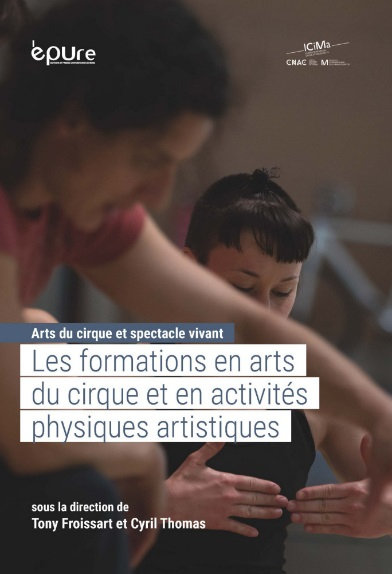 épure
ICiMa
CNAC
M
Arts du cirque et spectacle vivant
Les formations en arts
du cirque et en activités
physiques artistiques
sous la direction de
Tony Froissart et Cyril Thomas